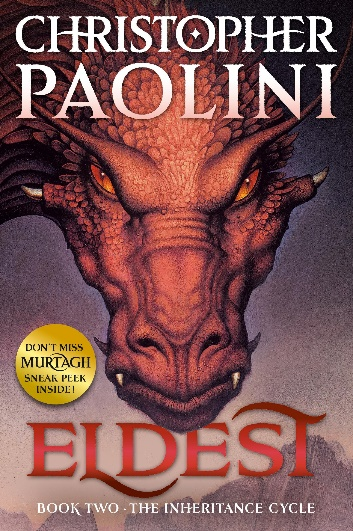 CHRISTOPHER
PAOLINI
DON'T MISS
MURTAGH
SNEAK PEEK
INSIDE!
ELDEST
BOOK TWO · THE INHERITANCE CYCLE